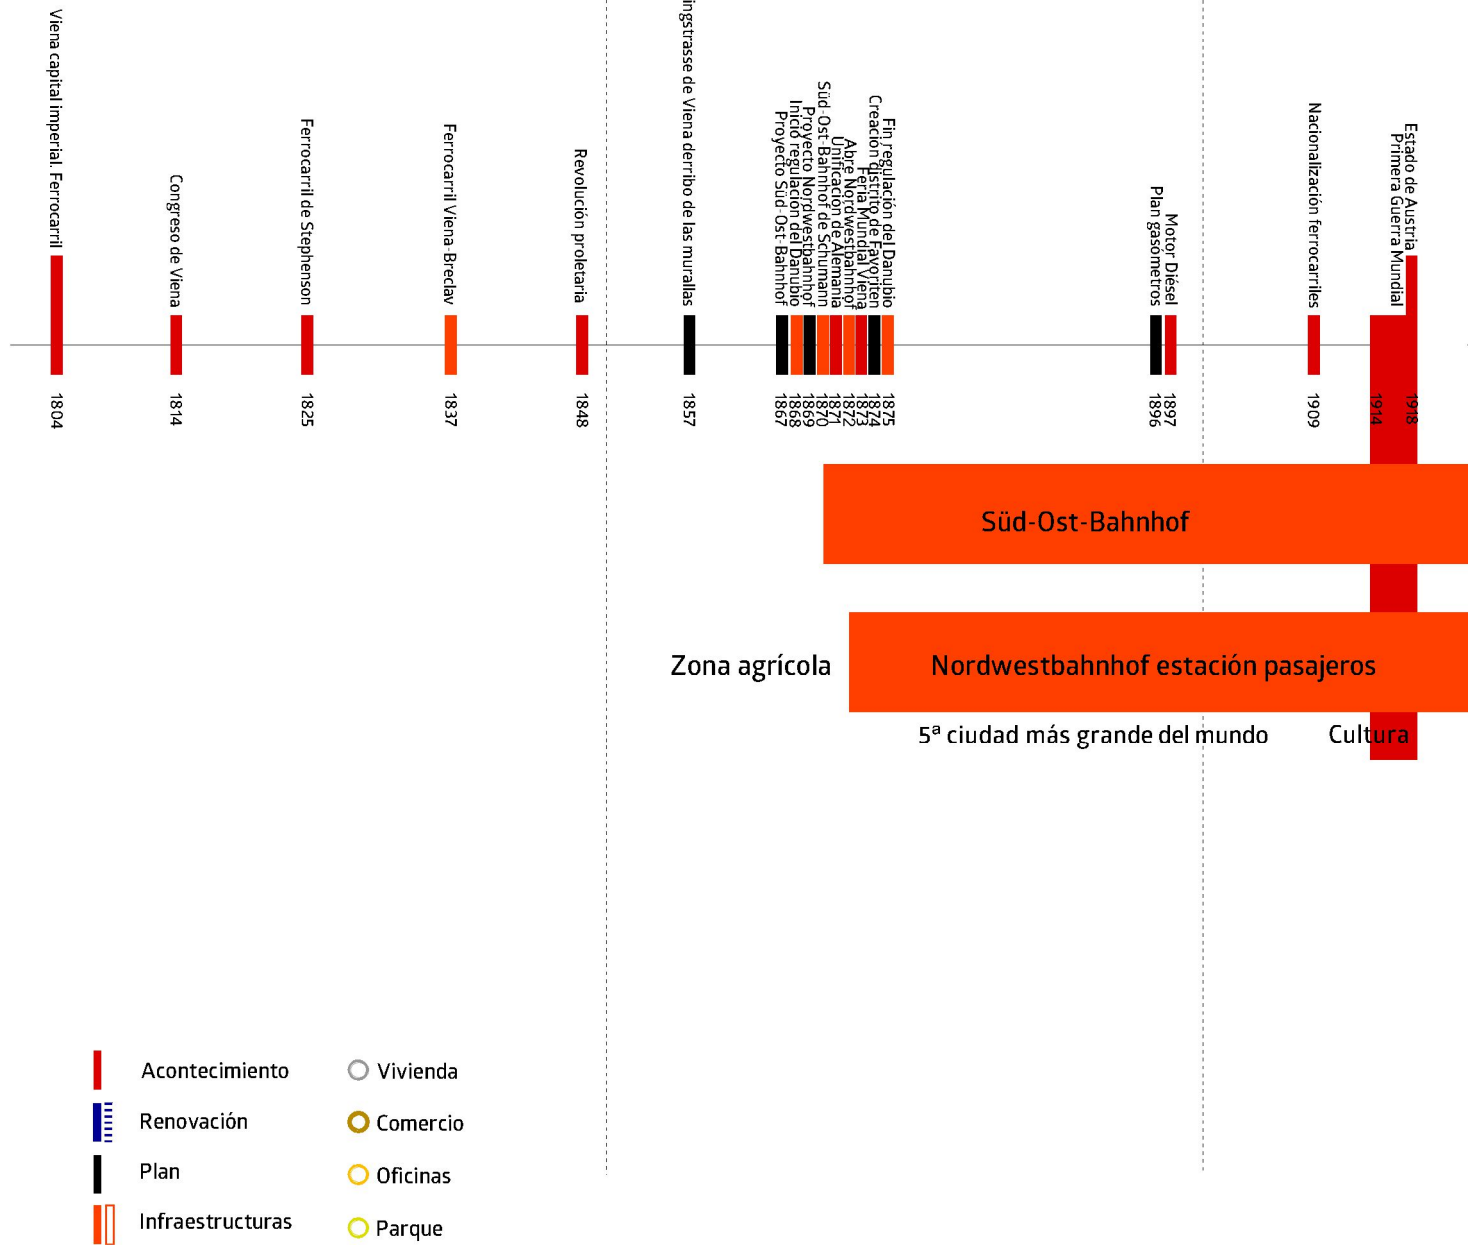 Viena capital imperial. Ferrocarril
Congreso de Viena
Ferrocarril de Stephenson
Ferrocarril Viena-Breclav
Revolución proletaria
ingstrasse de Viena derribo de las murallas
Proyecto Süd-Ost-Bahnhof
Inicio regulación del Danubio
Proyecto Nordwestbahnhof
Süd-Ost-Bahnhof de Schumann
Unificación de Alemania
Abre Nordwestbahnhof
Feria Mundial Viena
Creación distrito de Favoriten
Fin regulación del Danubio
Plan gasómetros
Motor Diésel
Nacionalización ferrocarriles
Primera Guerra Mundial
Estado de Austria
1804
1814
1825
1837
1848
1857
1867
1868
1869
1870
1871
1872
1873
1874
1875
1896
1897
1909
1914
1918
Süd-Ost-Bahnhof
Zona agrícola
Nordwestbahnhof estación pasajeros
5ª ciudad más grande del mundo
Cultura
Acontecimiento
Renovación
Plan
Infraestructuras
Vivienda
Comercio
Oficinas
Parque